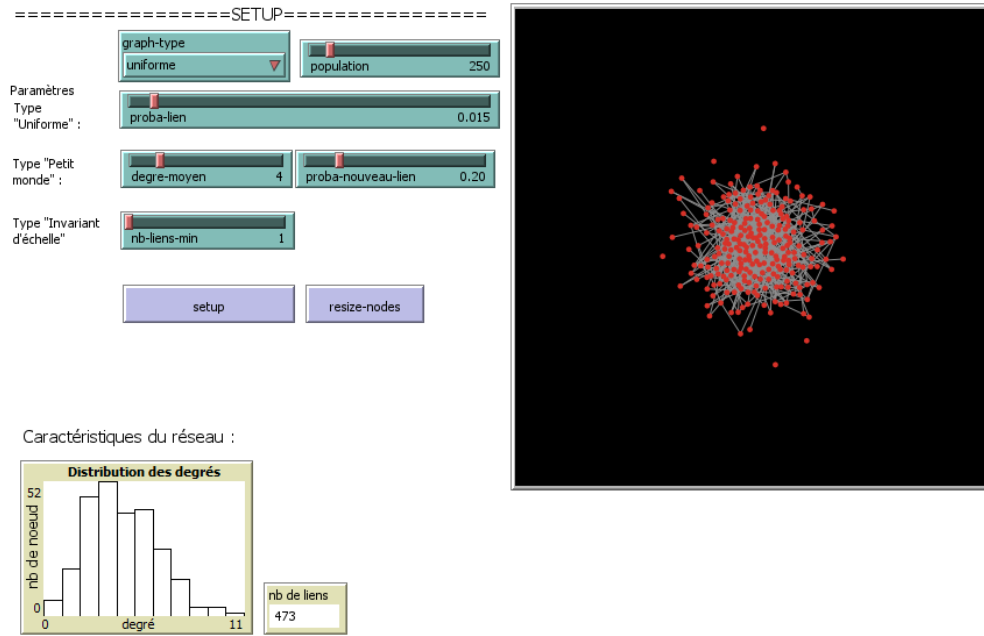 =================SETUP================
graph-type
uniforme
population 250
Paramètres
Type
"Uniforme" :
proba-lien 0.015
Type "Petit
monde" :
degre-moyen 4
proba-nouveau-lien 0.20
Type "Invariant
d'échelle"
nb-liens-min 1
setup
resize-nodes
Caractéristiques du réseau :
Distribution des degrés
52
nb de noeud
0
0
degré
11
nb de liens
473